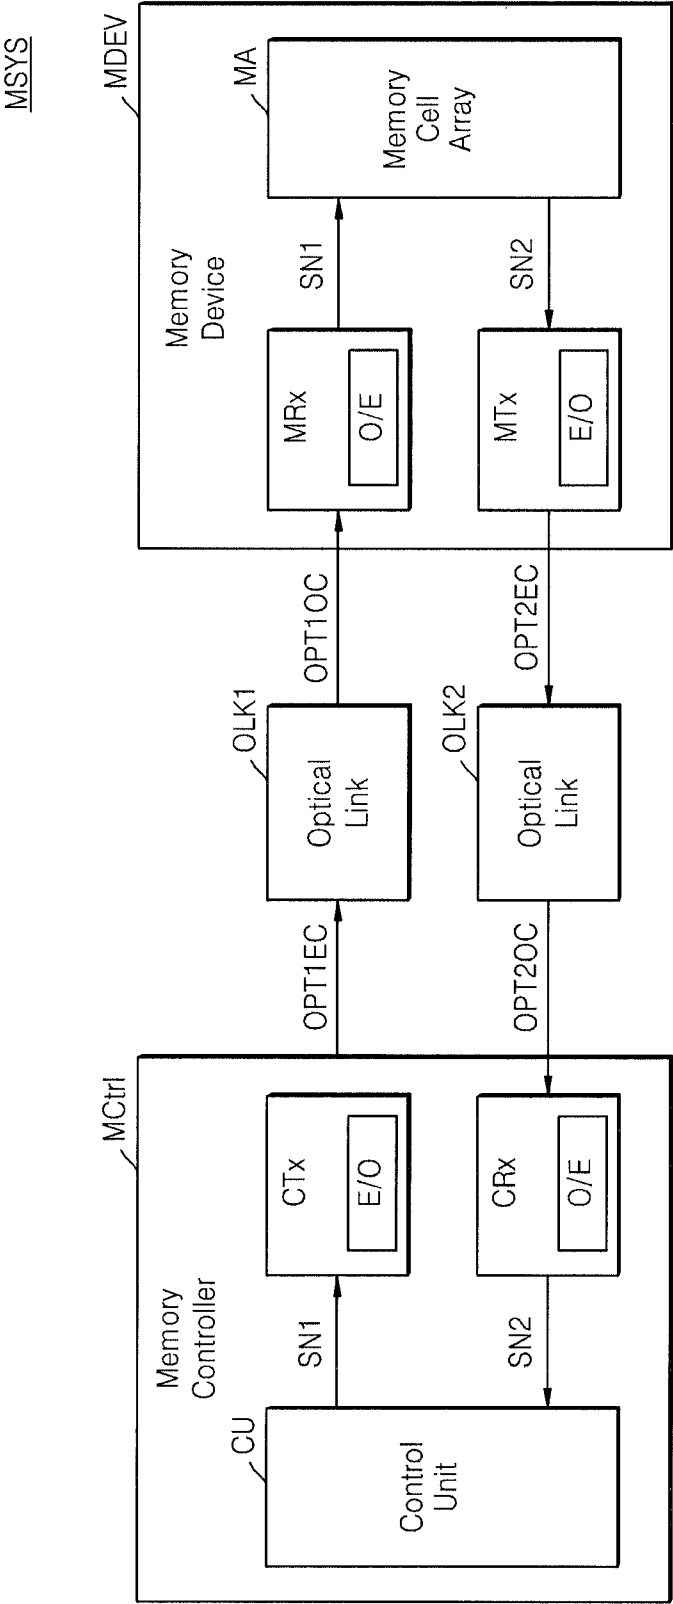 MSYS
MCtrl
Memory
Controller
CU
Control
Unit
SN1
CTx
E/O
SN2
CRx
O/E
OPT1EC
OLK1
Optical
Link
OPT1OC
OPT2OC
OLK2
Optical
Link
OPT2EC
MDEV
Memory
Device
MRx
O/E
SN1
MTx
E/O
SN2
MA
Memory
Cell
Array